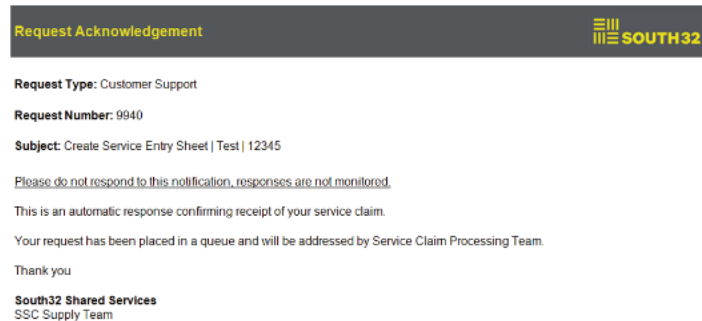 Request Acknowledgement
SOUTH32
Request Type: Customer Support
Request Number: 9940
Subject: Create Service Entry Sheet | Test | 12345
Please do not respond to this notification, responses are not monitored.
This is an automatic response confirming receipt of your service claim.
Your request has been placed in a queue and will be addressed by Service Claim Processing Team.
Thank you
South32 Shared Services
SSC Supply Team